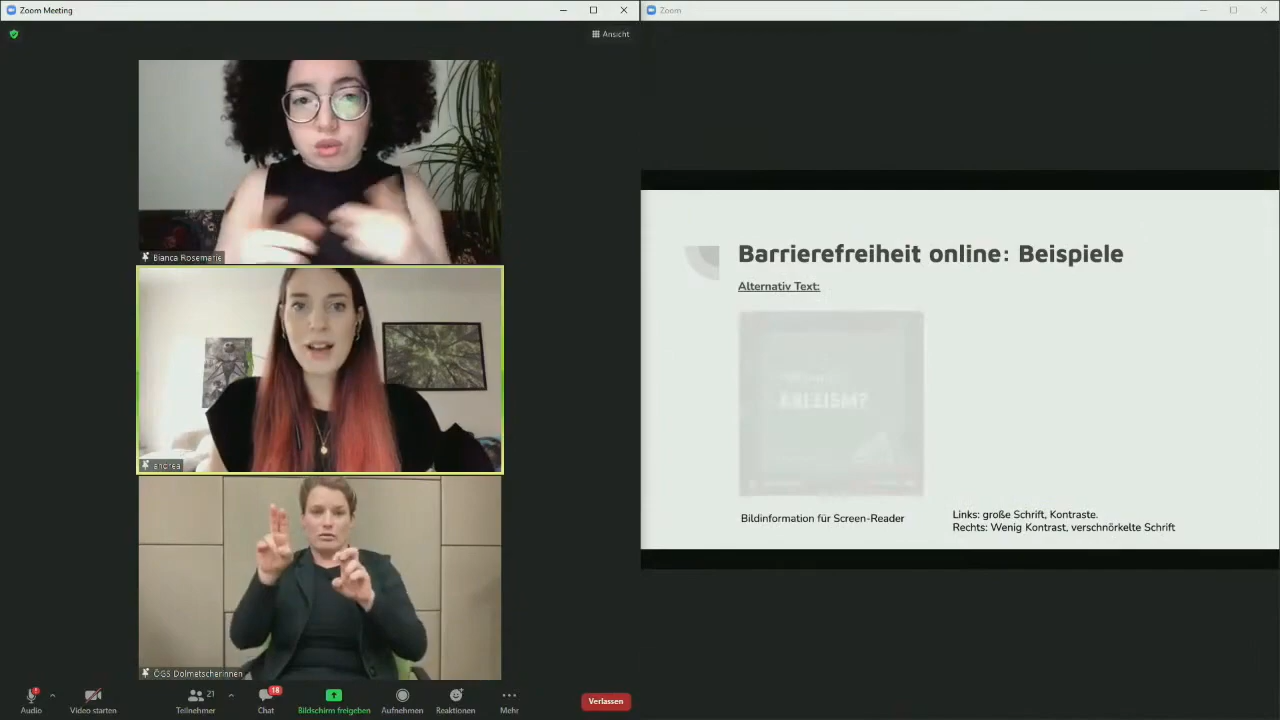 Zoom Meeting
Ansicht
Bianca Rosemarie
andrea
ÖGS Dolmetscherinnen
Audio
Video starten
21
Teilnehmer
18
Chat
Bildschirm freigeben
Aufnehmen
Reaktionen
Mehr
Verlassen
Zoom
Barrierefreiheit online: Beispiele
Alternativ Text:
Bildinformation für Screen-Reader
Links: große Schrift, Kontraste.
Rechts: Wenig Kontrast, verschnörkelte Schrift